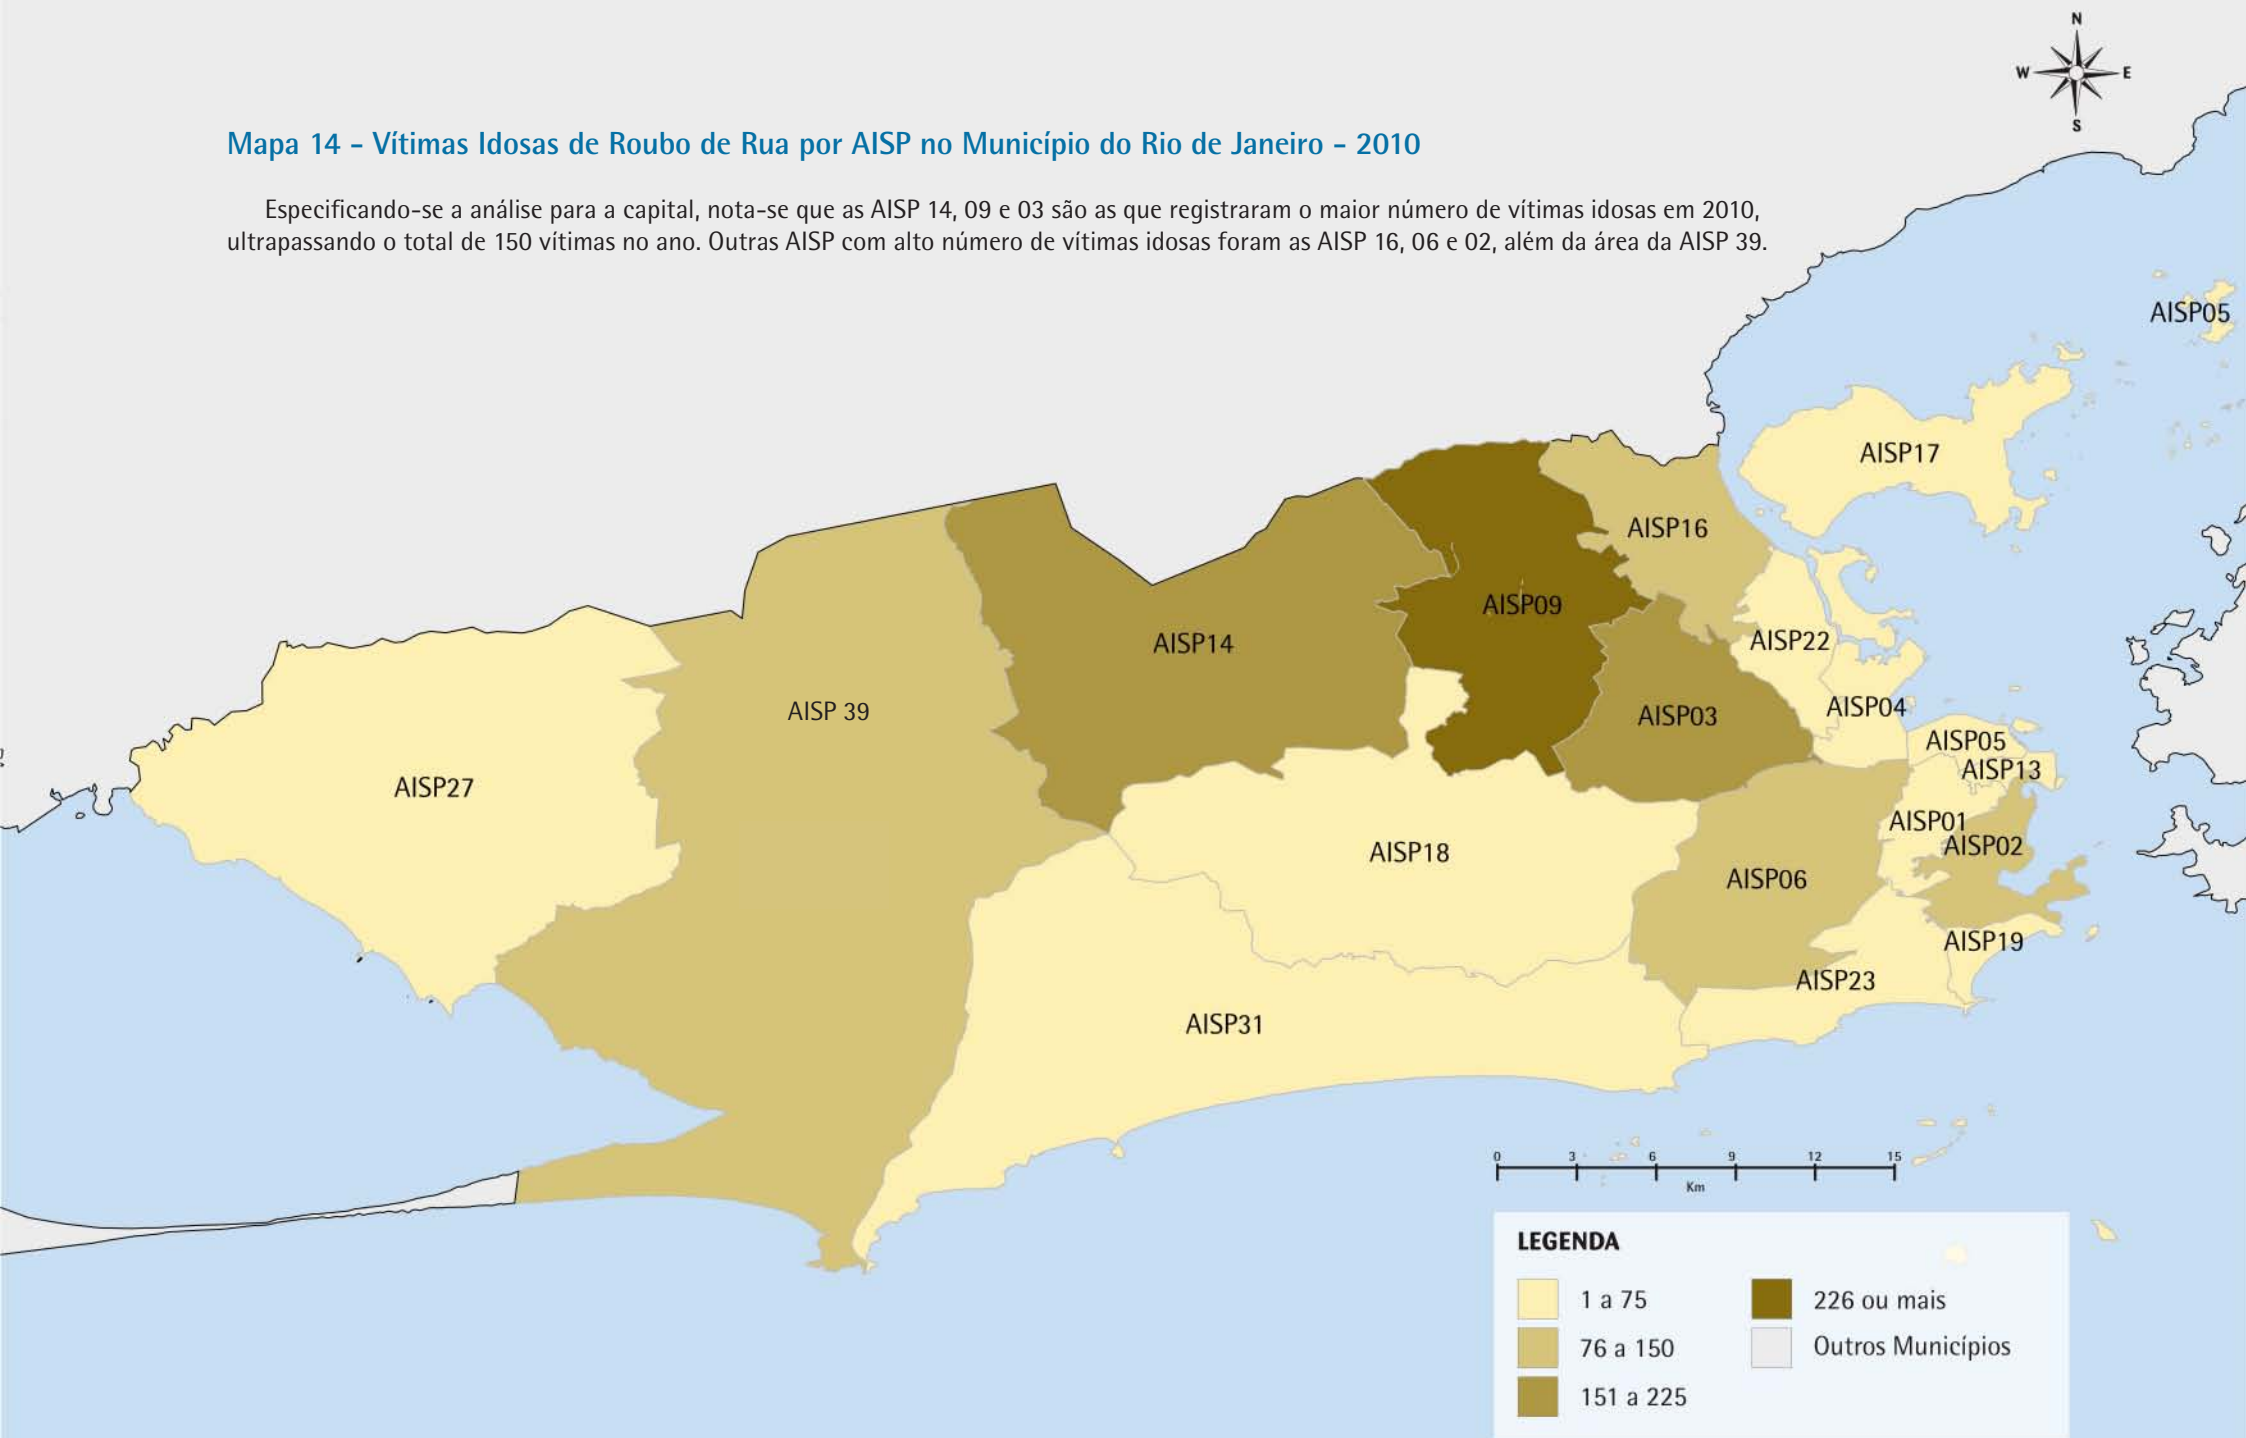 N
W E
S
Mapa 14 - Vítimas Idosas de Roubo de Rua por AISP no Município do Rio de Janeiro - 2010
Especificando-se a análise para a capital, nota-se que as AISP 14, 09 e 03 são as que registraram o maior número de vítimas idosas em 2010,
ultrapassando o total de 150 vítimas no ano. Outras AISP com alto número de vítimas idosas foram as AISP 16, 06 e 02, além da área da AISP 39.
AISP05
AISP17
AISP16
AISP09
AISP14
AISP22
AISP 39
AISP03
AISP04
AISP05
AISP13
AISP27
AISP01
AISP02
AISP18
AISP06
AISP19
AISP23
AISP31
0 3 6 9 12 15
Km
LEGENDA
1 a 75
76 a 150
151 a 225
226 ou mais
Outros Municípios